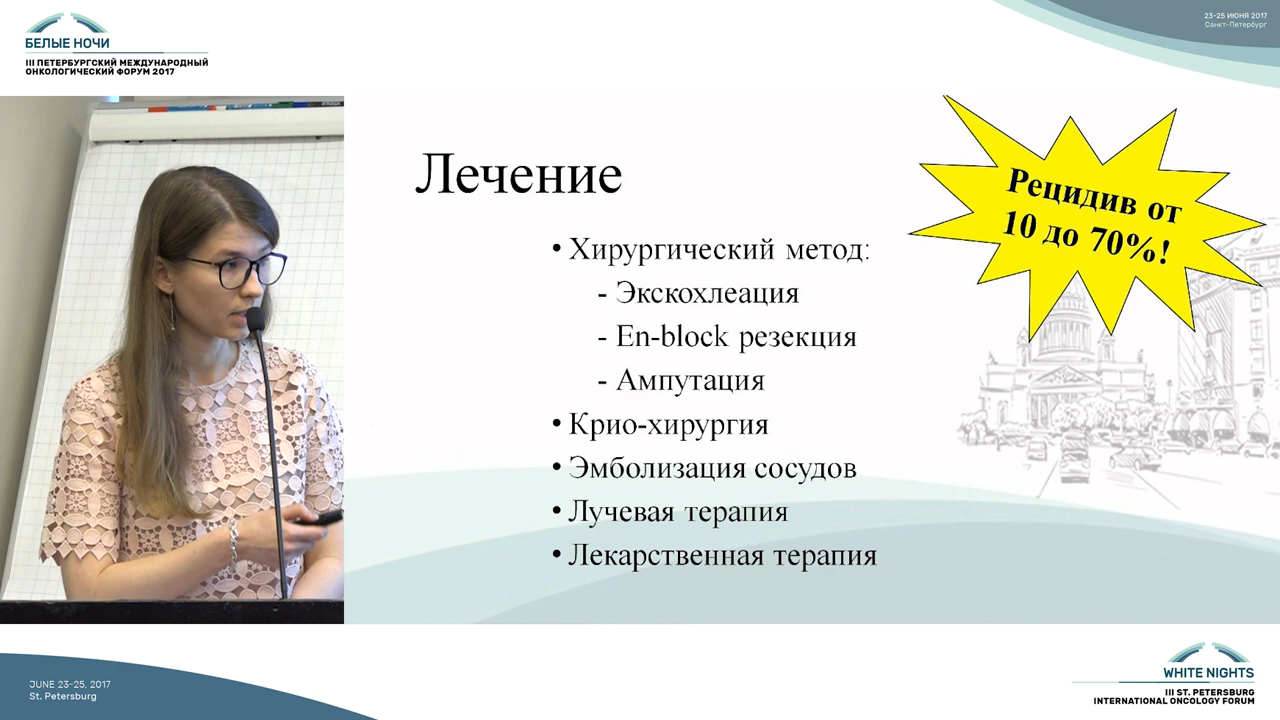 БЕЛЫЕ НОЧИ
III ПЕТЕРБУРГСКИЙ МЕЖДУНАРОДНЫЙ
ОНКОЛОГИЧЕСКИЙ ФОРУМ 2017
23-25 ИЮНЯ 2017
Санкт-Петербург
Лечение
Рецидив от
10 до 70%!
• Хирургический метод:
- Экскохлеация
- En-block резекция
- Ампутация
• Крио-хирургия
• Эмболизация сосудов
• Лучевая терапия
• Лекарственная терапия
JUNE 23-25, 2017
St. Petersburg
WHITE NIGHTS
III ST. PETERSBURG
INTERNATIONAL ONCOLOGY FORUM